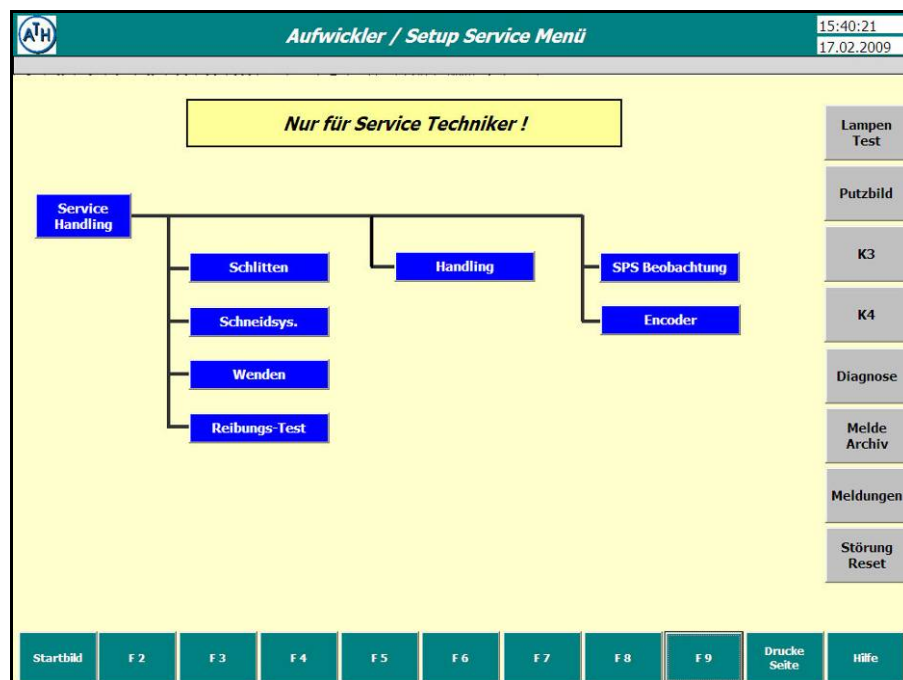 ATH
Aufwickler / Setup Service Menü
15:40:21
17.02.2009
Nur für Service Techniker !
Lampen
Test
Putzbild
K3
K4
Diagnose
Melde
Archiv
Meldungen
Störung
Reset
Service
Handling
Schlitten
Handling
SPS Beobachtung
Schneidsys.
Encoder
Wenden
Reibungs-Test
Startbild
F 2
F 3
F 4
F 5
F 6
F 7
F 8
F 9
Drucke
Seite
Hilfe